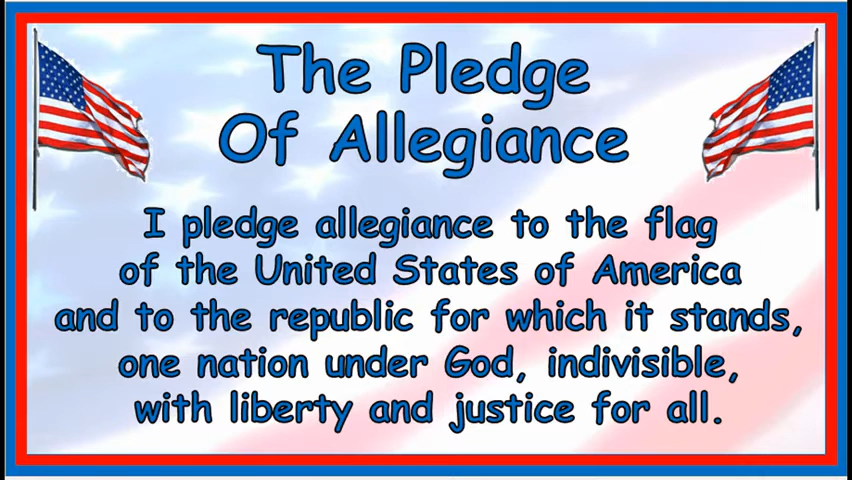 The Pledge
Of Allegiance
I pledge allegiance to the flag
of the United States of America
and to the republic for which it stands,
one nation under God, indivisible,
with liberty and justice for all.